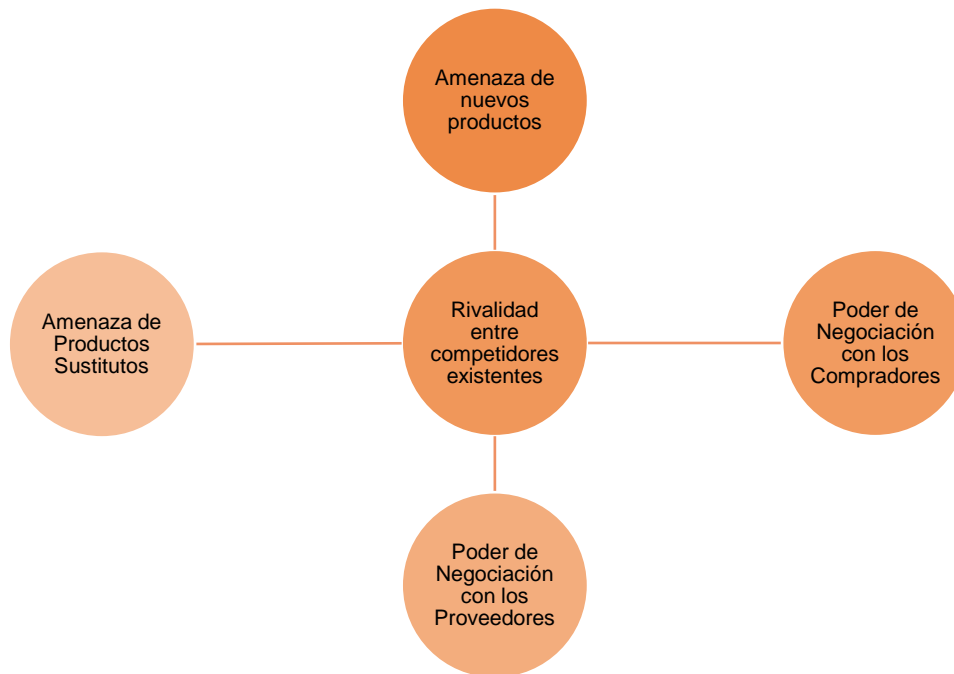 Amenaza de
nuevos
productos
Amenaza de
Productos
Sustitutos
Rivalidad
entre
competidores
existentes
Poder de
Negociación
con los
Compradores
Poder de
Negociación
con los
Proveedores